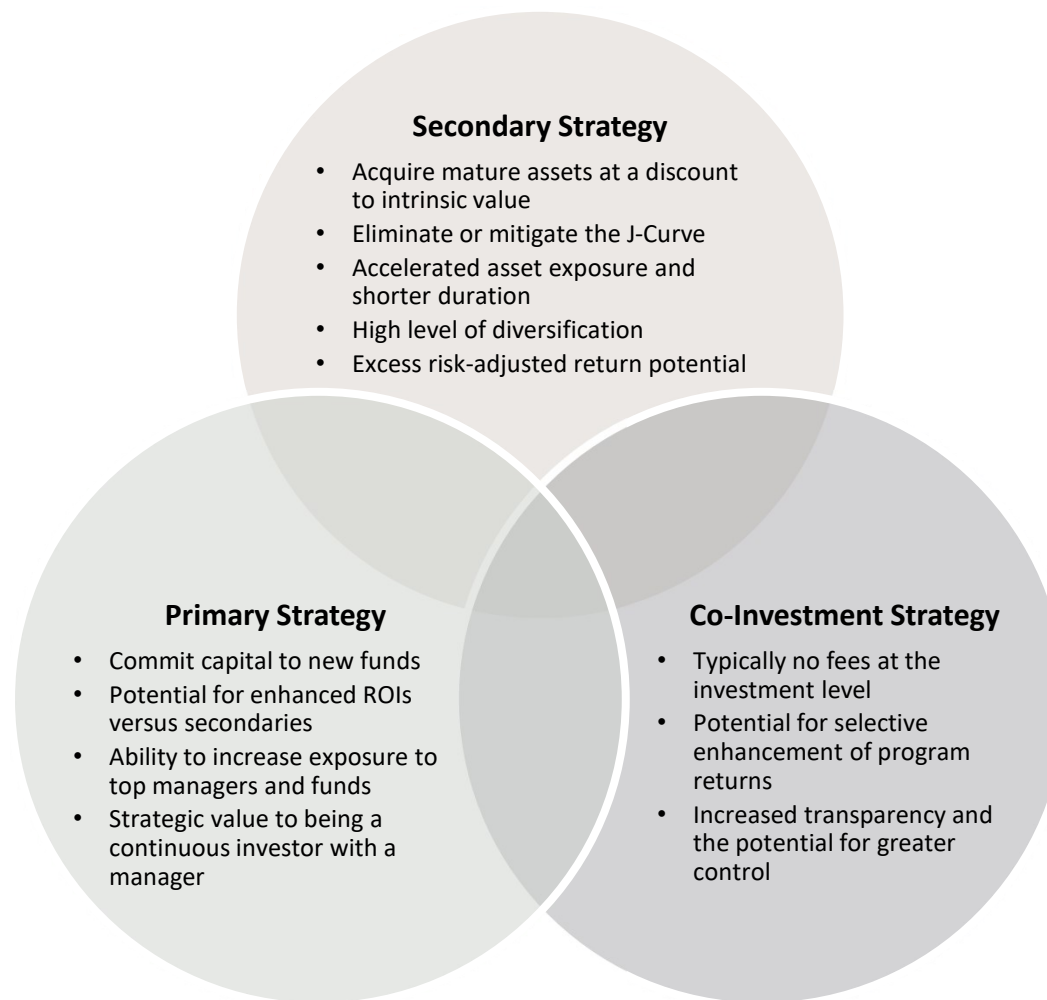 Secondary Strategy
• Acquire mature assets at a discount
to intrinsic value
• Eliminate or mitigate the J-Curve
• Accelerated asset exposure and
shorter duration
• High level of diversification
• Excess risk-adjusted return potential
Primary Strategy
• Commit capital to new funds
• Potential for enhanced ROIs
versus secondaries
• Ability to increase exposure to
top managers and funds
• Strategic value to being a
continuous investor with a
manager
Co-Investment Strategy
• Typically no fees at the
investment level
• Potential for selective
enhancement of program
returns
• Increased transparency and
the potential for greater
control